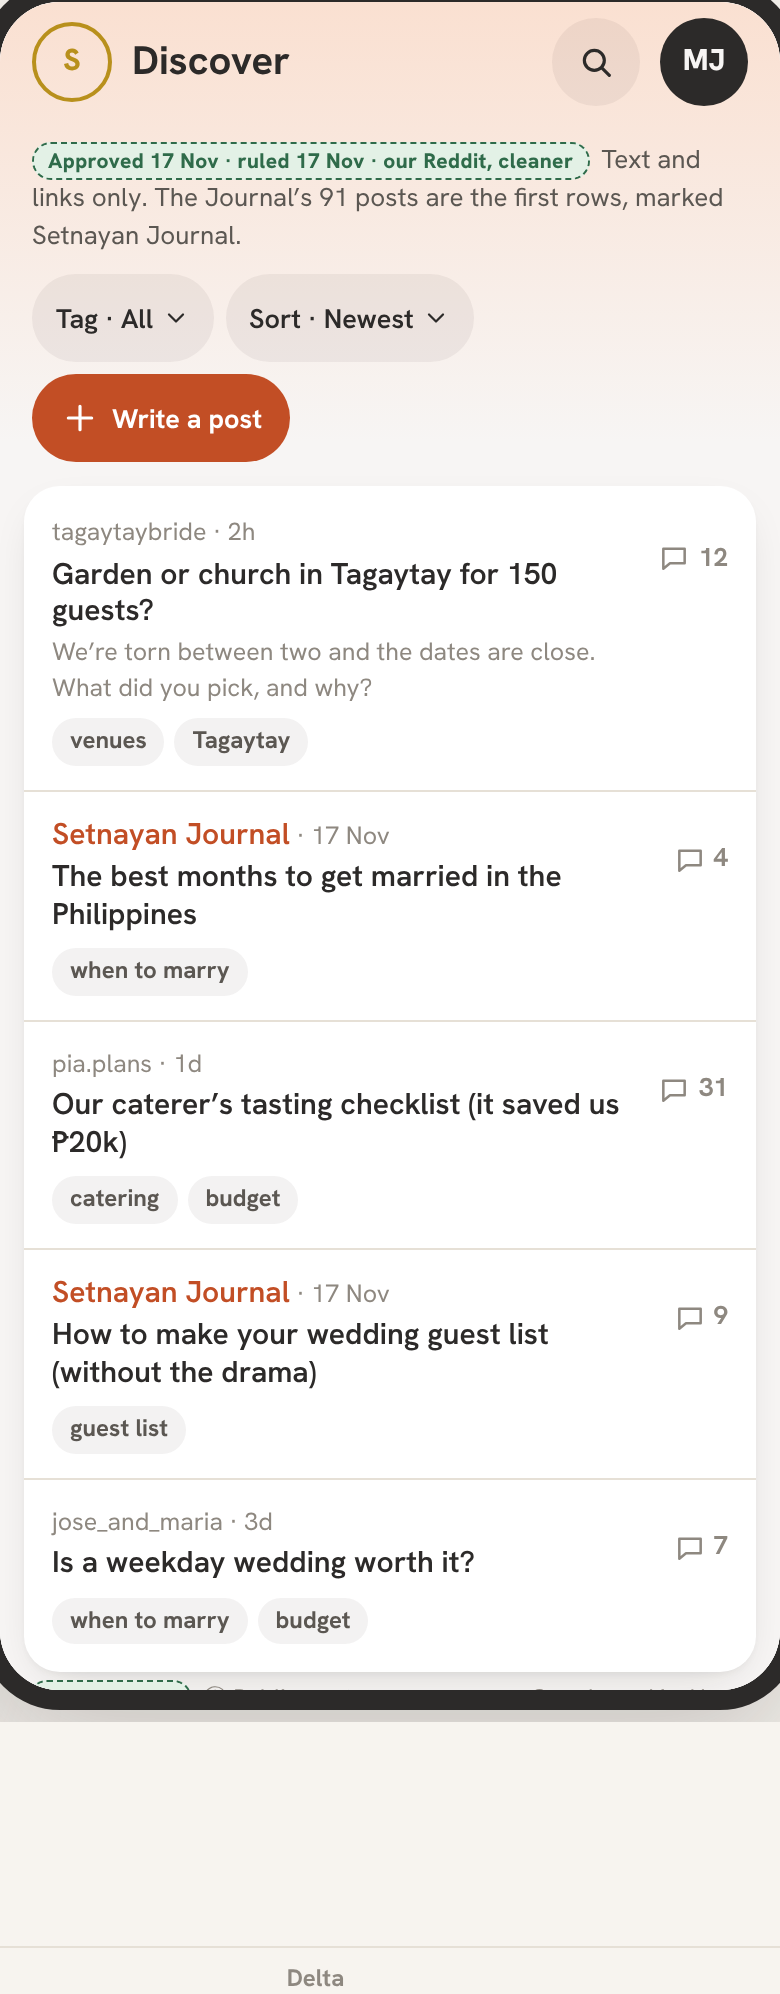 S Discover MJ
Approved 17 Nov · ruled 17 Nov · our Reddit, cleaner Text and
links only. The Journal’s 91 posts are the first rows, marked
Setnayan Journal.
Tag · All Sort · Newest
Write a post
tagaytaybride · 2h
12
Garden or church in Tagaytay for 150
guests?
We’re torn between two and the dates are close.
What did you pick, and why?
venues Tagaytay
Setnayan Journal · 17 Nov
4
The best months to get married in the
Philippines
when to marry
pia.plans · 1d
31
Our caterer’s tasting checklist (it saved us
₱20k)
catering budget
Setnayan Journal · 17 Nov
9
How to make your wedding guest list
(without the drama)
guest list
jose_and_maria · 3d
7
Is a weekday wedding worth it?
when to marry budget
Delta